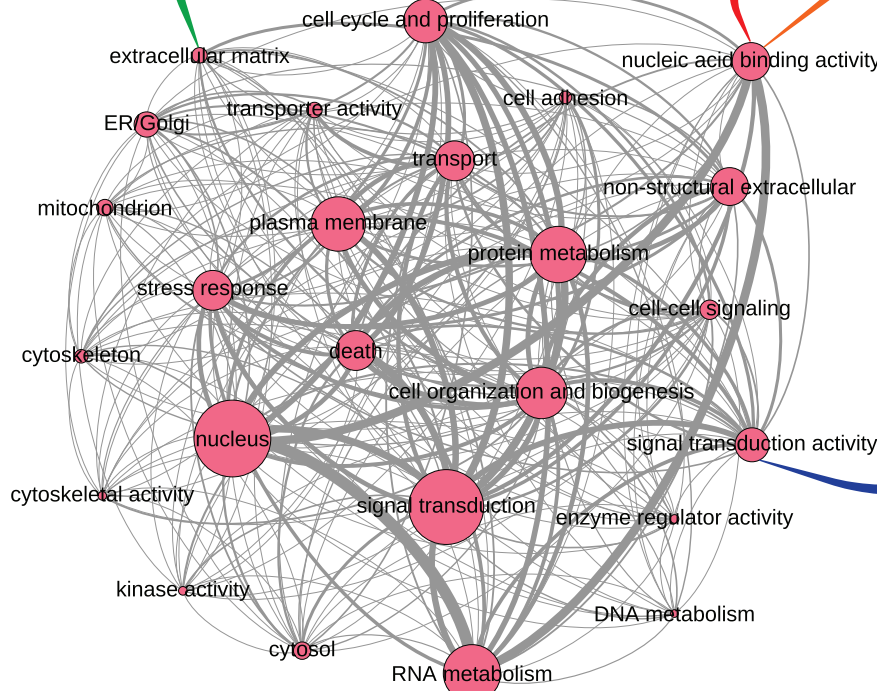 cell cycle and proliferation
extracellular matrix
nucleic acid binding activity
cell adhesion
transporter activity
ER/Golgi
transport
non-structural extracellular
mitochondrion
plasma membrane
protein metabolism
stress response
cell-cell signaling
death
cytoskeleton
cell organization and biogenesis
nucleus
signal transduction activity
cytoskeletal activity
signal transduction
enzyme regulator activity
kinase activity
DNA metabolism
cytosol
RNA metabolism